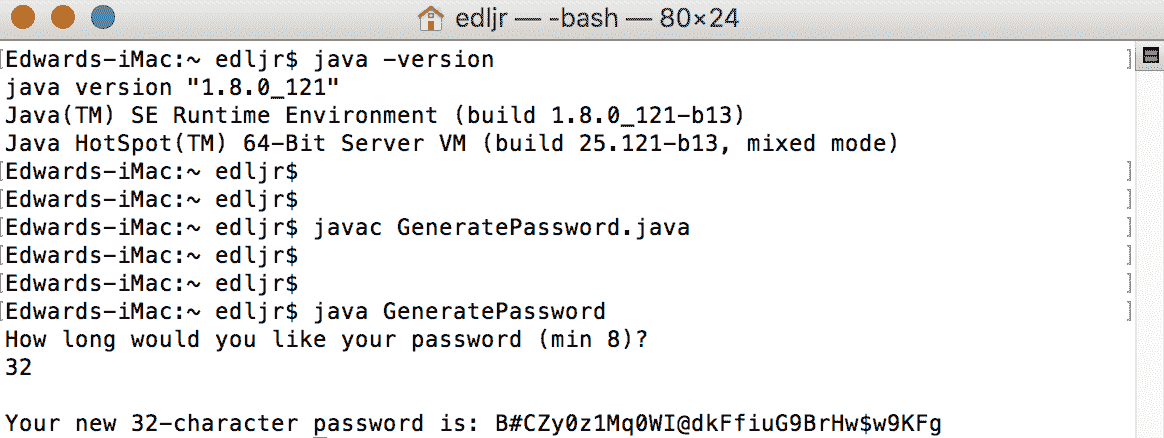 edljr — -bash — 80×24
[Edwards-iMac:~ edljr$ java -version ]
java version "1.8.0_121"
Java(TM) SE Runtime Environment (build 1.8.0_121-b13)
Java HotSpot(TM) 64-Bit Server VM (build 25.121-b13, mixed mode)
[Edwards-iMac:~ edljr$ ]
[Edwards-iMac:~ edljr$ ]
[Edwards-iMac:~ edljr$ javac GeneratePassword.java ]
[Edwards-iMac:~ edljr$ ]
[Edwards-iMac:~ edljr$ ]
[Edwards-iMac:~ edljr$ java GeneratePassword ]
How long would you like your password (min 8)?
32
Your new 32-character password is: B#CZy0z1Mq0WI@dkFfiuG9BrHw$w9KFg